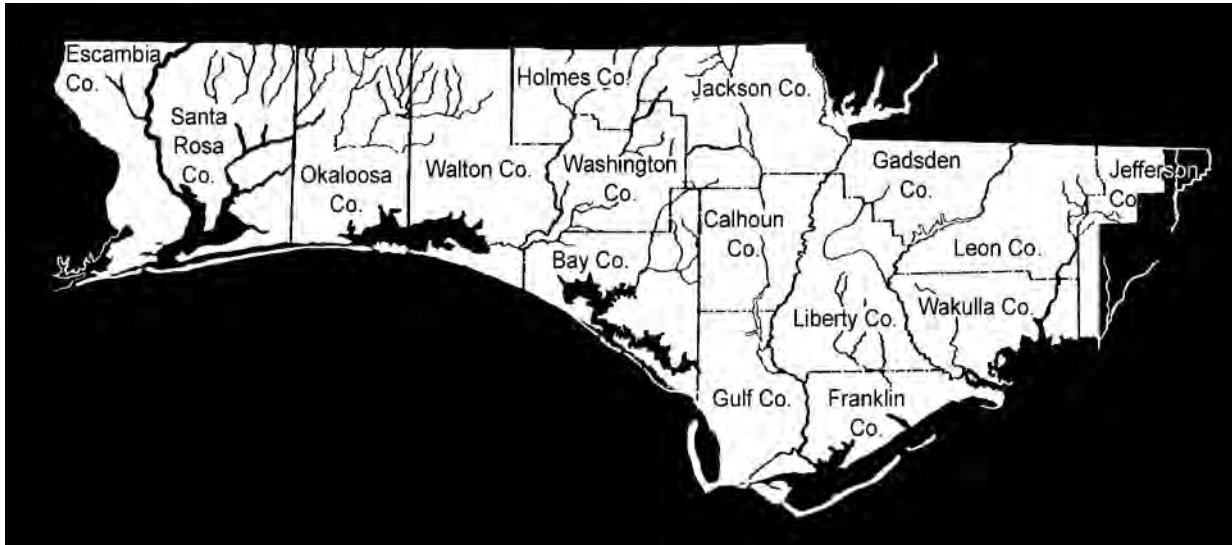 Escambia
Co.
Santa
Rosa
Co.
Okaloosa
Co.
Walton Co.
Holmes Co.
Washington
Co.
Bay Co.
Jackson Co.
Calhoun
Co.
Gulf Co.
Liberty Co.
Franklin
Co.
Gadsden
Co.
Leon Co.
Wakulla Co.
Jefferson
Co